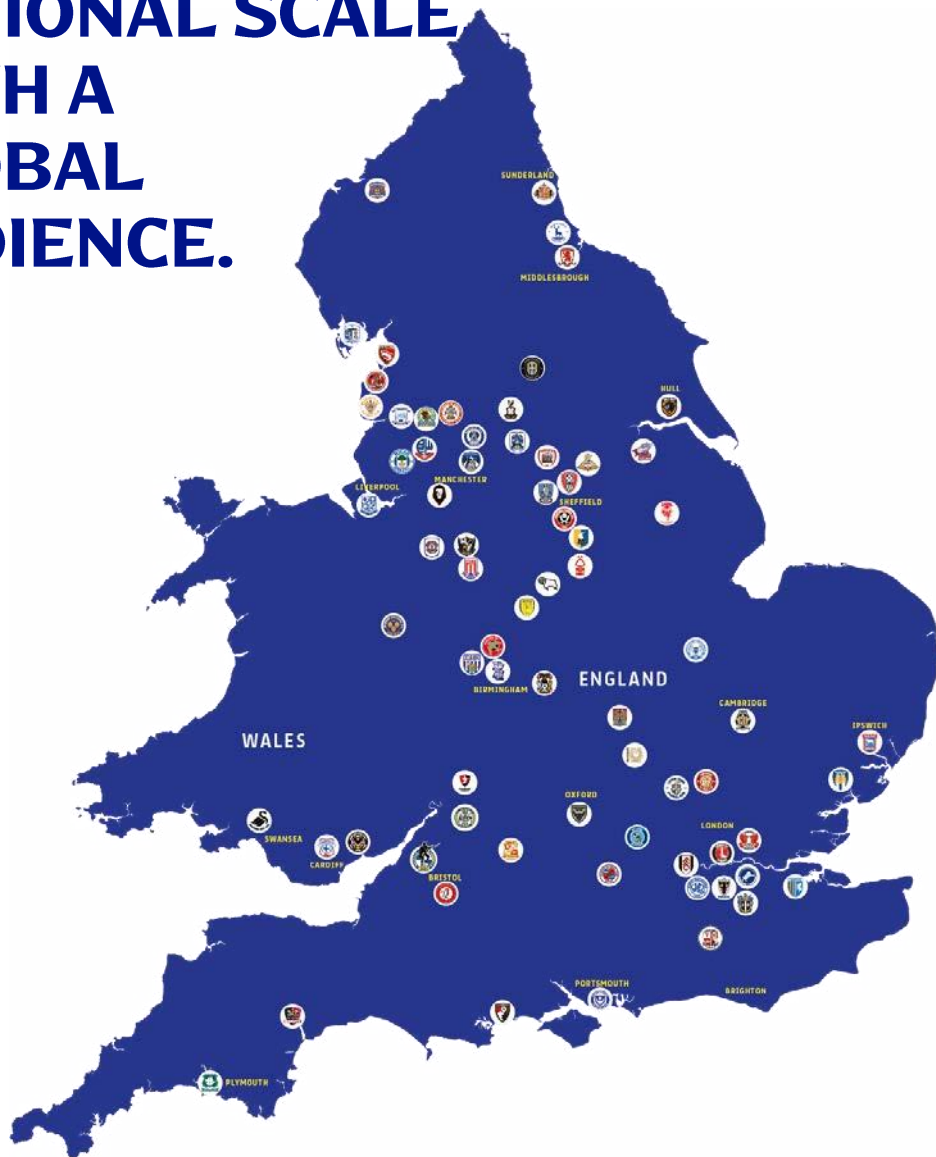 IONAL SCALE
H A
OBAL
DIENCE.
SUNDERLAND
MIDDLESBROUGH
HULL
LIVERPOOL
MANCHESTER
SHEFFIELD
BIRMINGHAM
ENGLAND
CAMBRIDGE
IPSWICH
WALES
OXFORD
LONDON
SWANSEA
CARDIFF
BRISTOL
PORTSMOUTH
BRIGHTON
PLYMOUTH